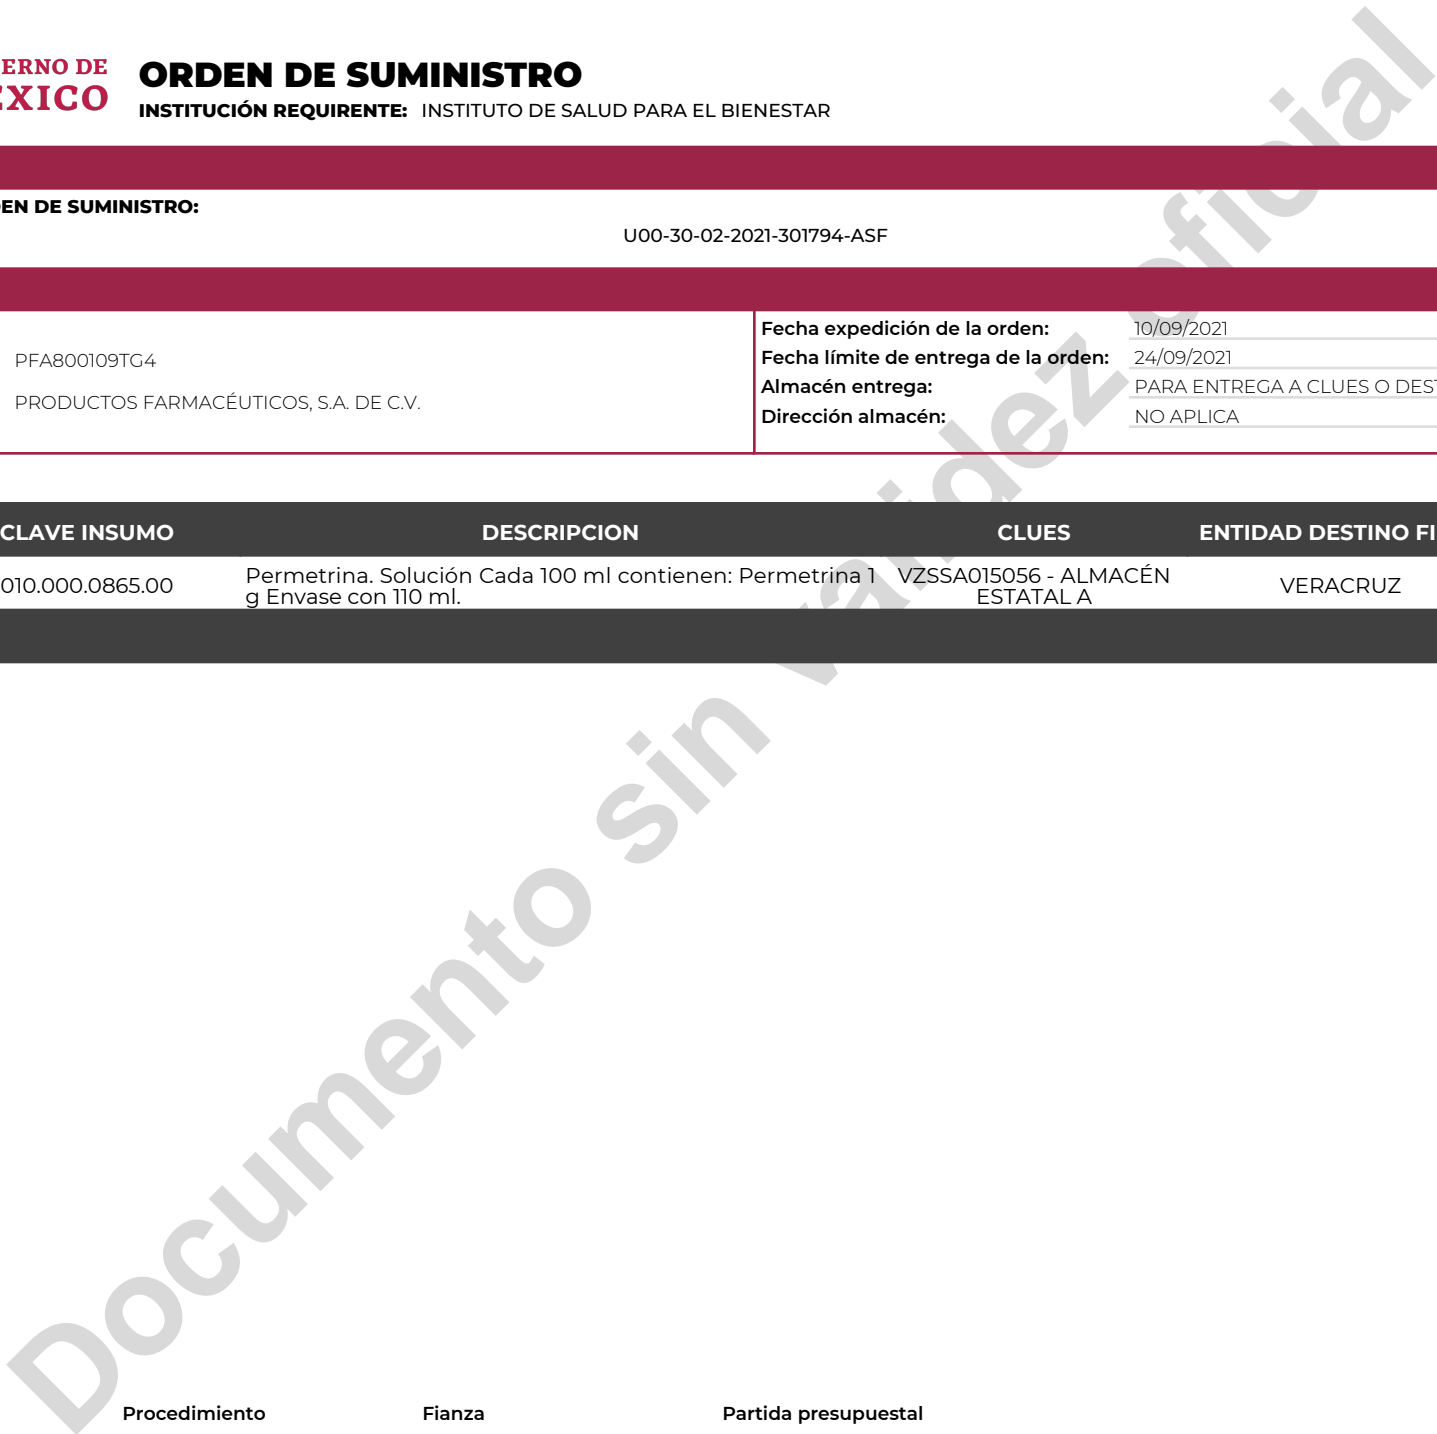 ERNO DE
XICO
ORDEN DE SUMINISTRO
INSTITUCIÓN REQUIRENTE: INSTITUTO DE SALUD PARA EL BIENESTAR
EN DE SUMINISTRO:
U00-30-02-2021-301794-ASF
PFA800109TG4
PRODUCTOS FARMACÉUTICOS, S.A. DE C.V.
Fecha expedición de la orden: 10/09/2021
Fecha límite de entrega de la orden: 24/09/2021
Almacén entrega: PARA ENTREGA A CLUES O DES
Dirección almacén: NO APLICA
CLAVE INSUMO DESCRIPCION CLUES ENTIDAD DESTINO FI
010.000.0865.00 Permetrina. Solución Cada 100 ml contienen: Permetrina 1 VZSSA015056 - ALMACÉN VERACRUZ
g Envase con 110 ml. ESTATAL A
Documento sin validez oficial
Procedimiento Fianza Partida presupuestal